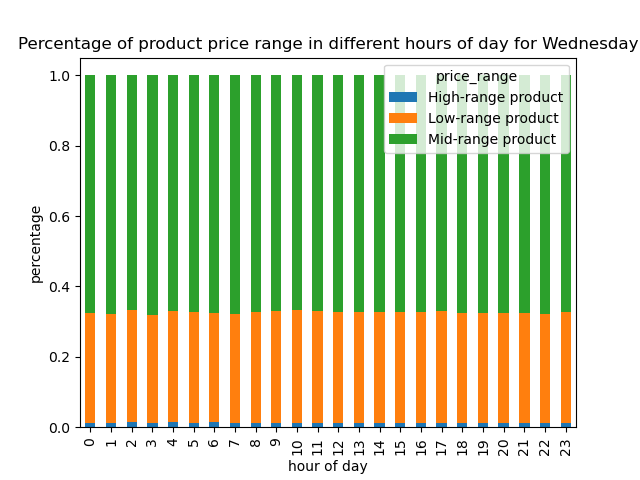 Percentage of product price range in different hours of day for Wednesday
price_range
High-range product
Low-range product
Mid-range product
percentage
1.0
0.8
0.6
0.4
0.2
0.0
0 1 2 3 4 5 6 7 8 9 10 11 12 13 14 15 16 17 18 19 20 21 22 23
hour of day